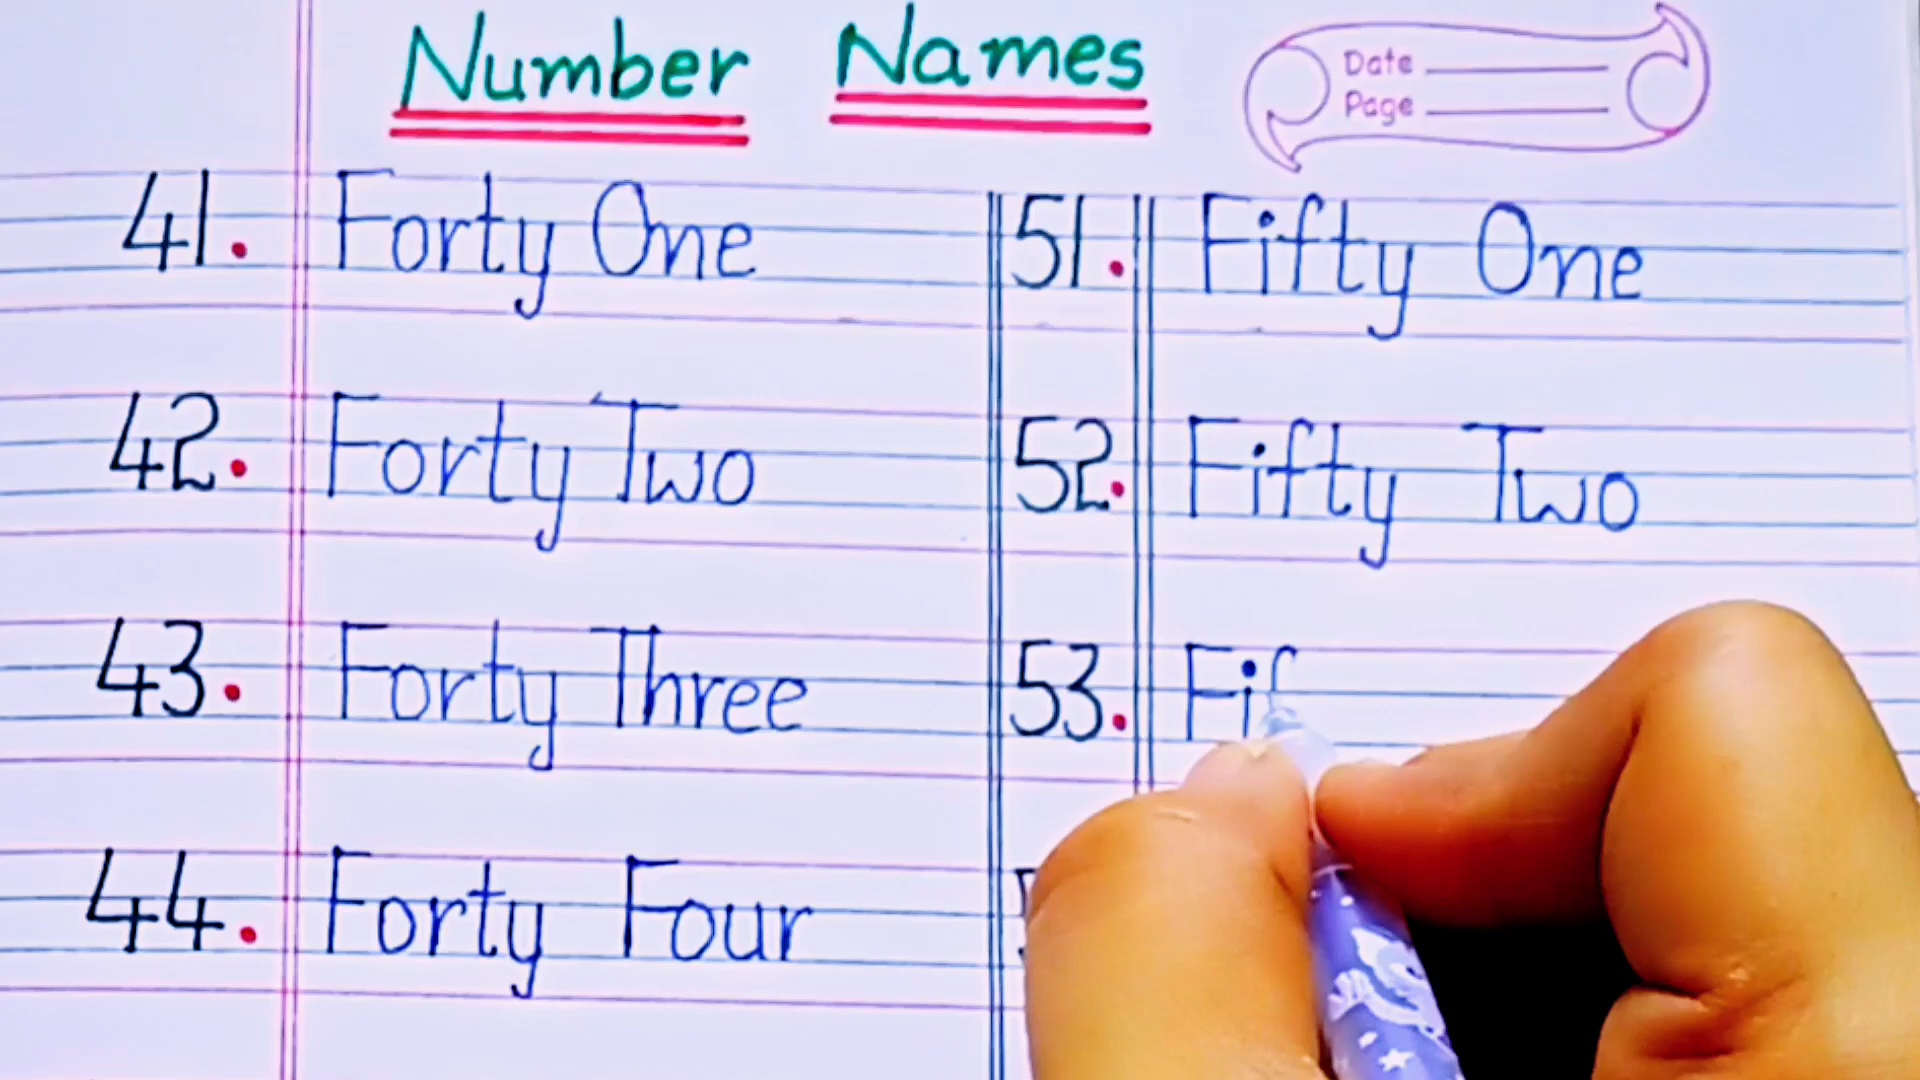 Number Names
Date
Page
41. Forty One
42. Forty Two
43. Forty Three
44. Forty Four
51. Fifty One
52. Fifty Two
53. Fif